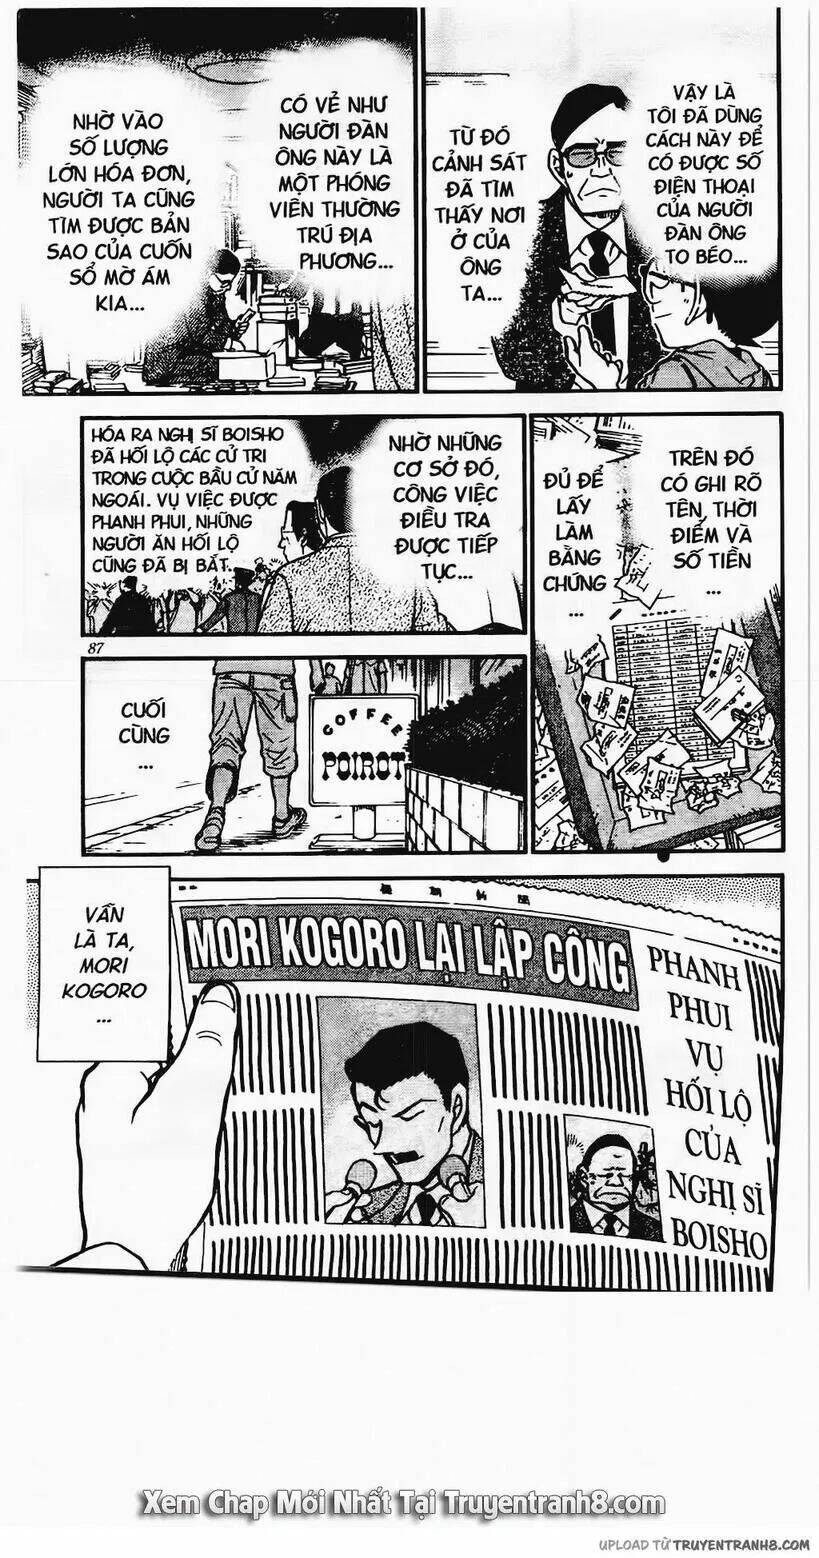 VẬY LÀ
TÔI ĐÃ DÙNG
CÁCH NÀY ĐỂ
CÓ ĐƯỢC SỐ
ĐIỆN THOẠI
CỦA NGƯỜI
ĐÀN ÔNG
TO BÉO...
TỪ ĐÓ
CẢNH SÁT
ĐÃ TÌM
THẤY NƠI
Ở CỦA
ÔNG
TA...
CÓ VẺ NHƯ
NGƯỜI ĐÀN
ÔNG NÀY LÀ
MỘT PHÓNG
VIÊN THƯỜNG
TRÚ ĐỊA
PHƯƠNG...
NHỜ VÀO
SỐ LƯỢNG
LỚN HÓA ĐƠN,
NGƯỜI TA CŨNG
TÌM ĐƯỢC BẢN
SAO CỦA CUỐN
SỔ MỜ ÁM
KIA...
TRÊN ĐÓ
CÓ GHI RÕ
TÊN, THỜI
ĐIỂM VÀ
SỐ TIỀN
...
ĐỦ ĐỂ
LẤY
LÀM
BẰNG
CHỨNG
...
NHỜ NHỮNG
CƠ SỞ ĐÓ,
CÔNG VIỆC
ĐIỀU TRA
ĐƯỢC TIẾP
TỤC...
HÓA RA NGHỊ SĨ BOISHO
ĐÃ HỐI LỘ CÁC CỬ TRI
TRONG CUỘC BẦU CỬ NĂM
NGOÁI. VỤ VIỆC ĐƯỢC
PHANH PHUI, NHỮNG
NGƯỜI ĂN HỐI LỘ
CŨNG ĐÃ BỊ BẮT.
87
CUỐI
CÙNG
...
COFFEE
POIROT
VẪN
LÀ TA,
MORI
KOGORO
...
MORI KOGORO LẠI LẬP CÔNG
PHANH
PHUI
VỤ
HỐI LỘ
CỦA
NGHỊ SĨ
BOISHO
Xem Chap Mới Nhất Tại Truyentranh8.com
UPLOAD TỪ TRUYENTRANH8.COM